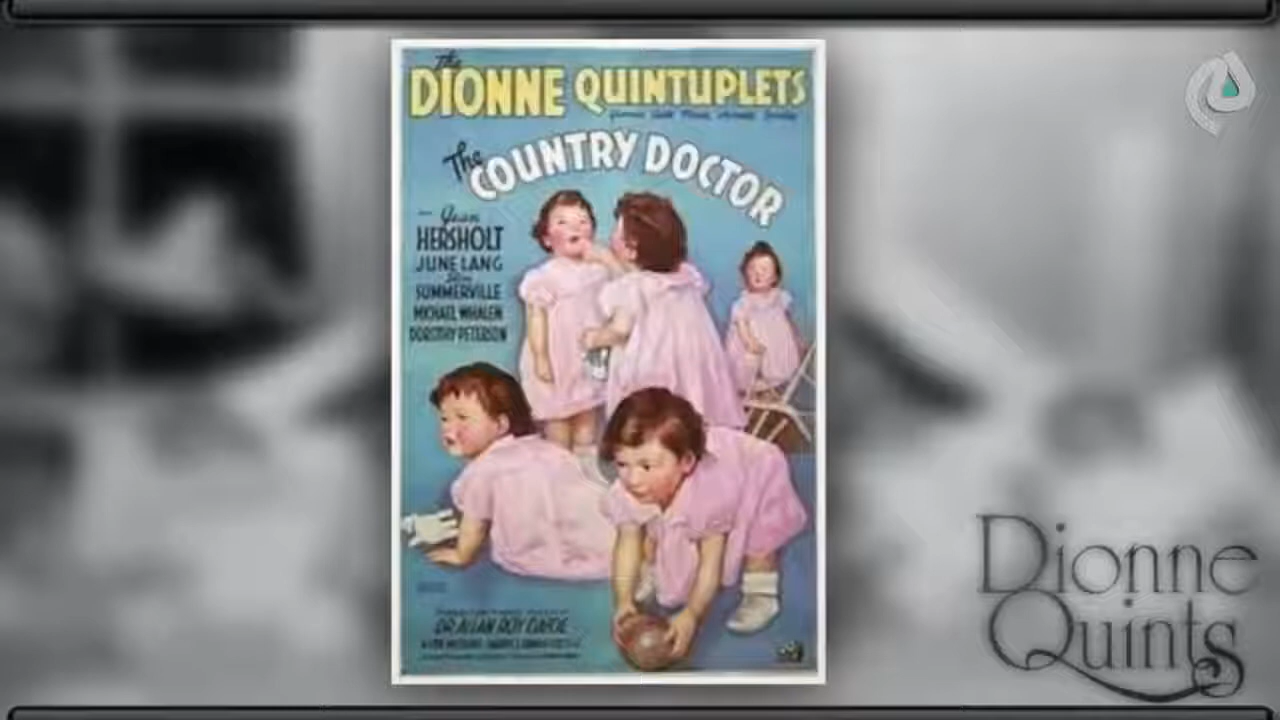 The
DIONNE QUINTUPLETS
The COUNTRY DOCTOR
Jean
HERSHOLT
JUNE LANG
SUMMERVILLE
MICHAEL WHALEN
DOROTHY PETERSON
DR. ALLAN ROY DAFOE
Dionne
Quints